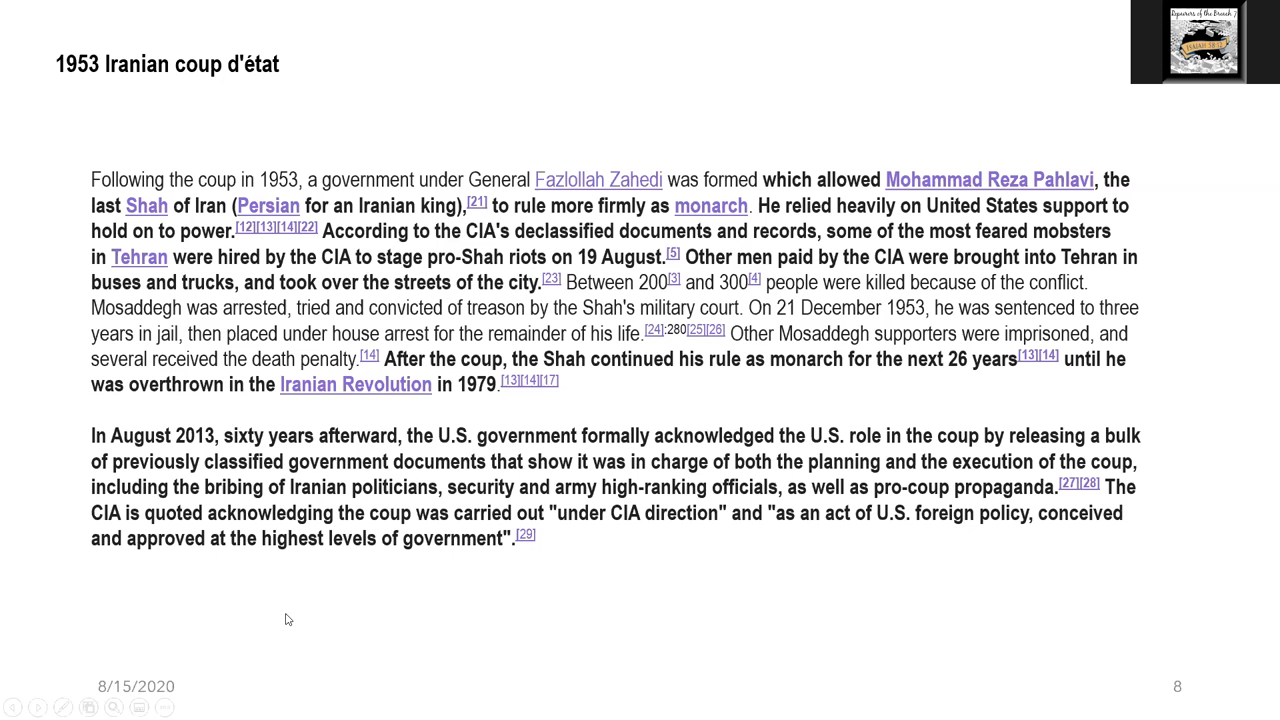 Repairers of the Breach 7
ISAIAH 58:12
1953 Iranian coup d'état
Following the coup in 1953, a government under General Fazlollah Zahedi was formed which allowed Mohammad Reza Pahlavi, the
last Shah of Iran (Persian for an Iranian king),[21] to rule more firmly as monarch. He relied heavily on United States support to
hold on to power.[12][13][14][22] According to the CIA's declassified documents and records, some of the most feared mobsters
in Tehran were hired by the CIA to stage pro-Shah riots on 19 August.[5] Other men paid by the CIA were brought into Tehran in
buses and trucks, and took over the streets of the city.[23] Between 200[3] and 300[4] people were killed because of the conflict.
Mosaddegh was arrested, tried and convicted of treason by the Shah's military court. On 21 December 1953, he was sentenced to three
years in jail, then placed under house arrest for the remainder of his life.[24]:280[25][26] Other Mosaddegh supporters were imprisoned, and
several received the death penalty.[14] After the coup, the Shah continued his rule as monarch for the next 26 years[13][14] until he
was overthrown in the Iranian Revolution in 1979.[13][14][17]
In August 2013, sixty years afterward, the U.S. government formally acknowledged the U.S. role in the coup by releasing a bulk
of previously classified government documents that show it was in charge of both the planning and the execution of the coup,
including the bribing of Iranian politicians, security and army high-ranking officials, as well as pro-coup propaganda.[27][28] The
CIA is quoted acknowledging the coup was carried out "under CIA direction" and "as an act of U.S. foreign policy, conceived
and approved at the highest levels of government".[29]
8/15/2020
8